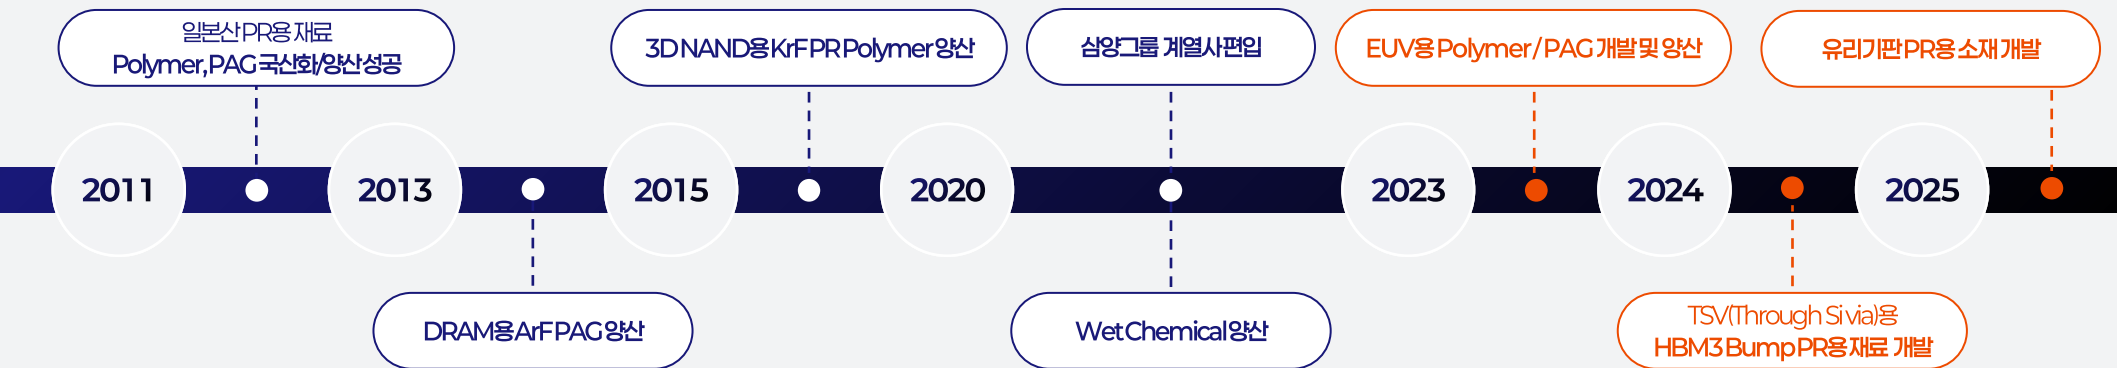 일본산 PR용 재료
Polymer, PAG 국산화/양산 성공
3D NAND용 KrF PR Polymer 양산
삼양그룹 계열사 편입
EUV용 Polymer / PAG 개발 및 양산
유리기판 PR용 소재 개발
2011
2013
2015
2020
2023
2024
2025
DRAM용 ArF PAG 양산
Wet Chemical 양산
TSV(Through Si via)용
HBM3 Bump PR용 재료 개발